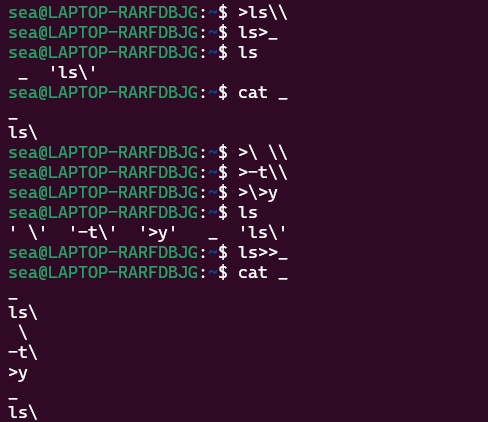 sea@LAPTOP-RARFDBJG:~$ >ls\\
sea@LAPTOP-RARFDBJG:~$ ls>_
sea@LAPTOP-RARFDBJG:~$ ls
 _  'ls\'
sea@LAPTOP-RARFDBJG:~$ cat _
_
ls\
sea@LAPTOP-RARFDBJG:~$ >\ \\
sea@LAPTOP-RARFDBJG:~$ >-t\\
sea@LAPTOP-RARFDBJG:~$ >\>y
sea@LAPTOP-RARFDBJG:~$ ls
' \'  '-t\'  '>y'   _  'ls\'
sea@LAPTOP-RARFDBJG:~$ ls>>_
sea@LAPTOP-RARFDBJG:~$ cat _
_
ls\
 \
-t\
>y
_
ls\